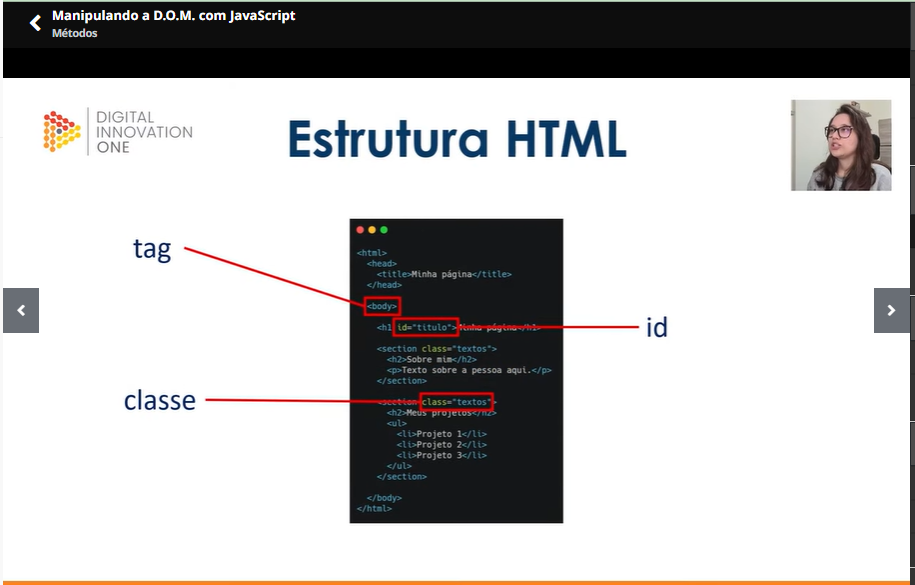 Manipulando a D.O.M. com JavaScript
Métodos
DIGITAL
INNOVATION
ONE
Estrutura HTML
tag
id
classe
<html>
<head>
<title>Minha página</title>
</head>
<body>
<h1 id="titulo">Minha página</h1>
<section class="textos">
<h2>Sobre mim</h2>
<p>Texto sobre a pessoa aqui.</p>
</section>
<section class="textos">
<h2>Meus projetos</h2>
<ul>
<li>Projeto 1</li>
<li>Projeto 2</li>
<li>Projeto 3</li>
</ul>
</section>
</body>
</html>